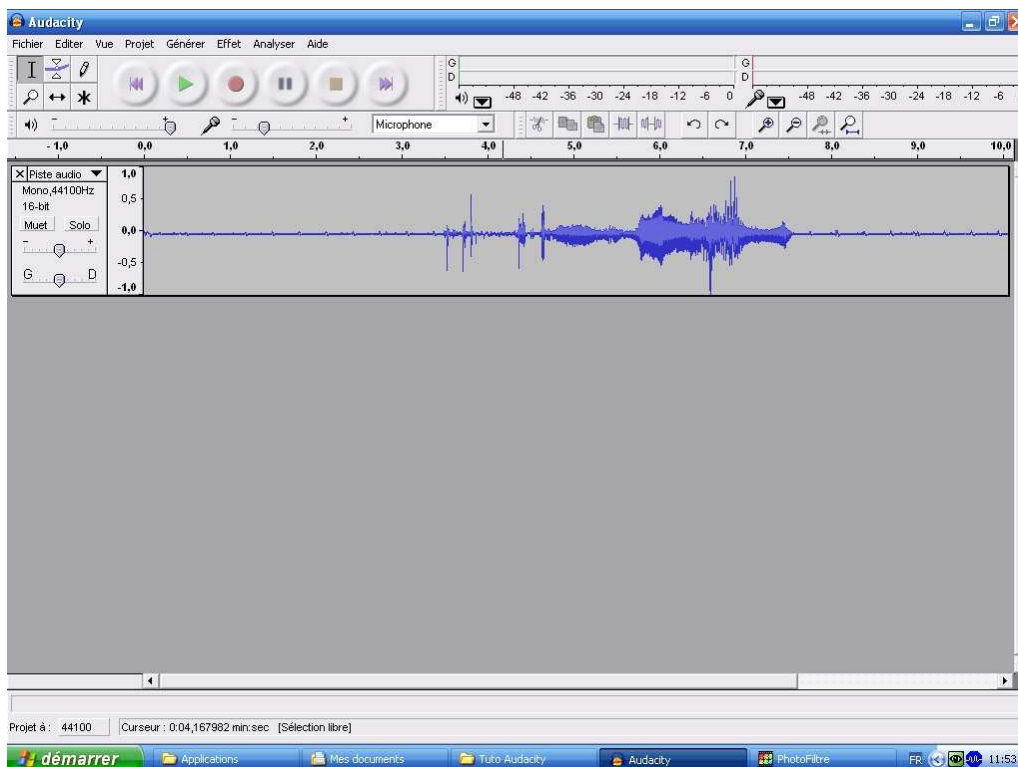 Audacity
Fichier Editer Vue Projet Générer Effet Analyser Aide
G
D
-48 -42 -36 -30 -24 -18 -12 -6 0
G
D
-48 -42 -36 -30 -24 -18 -12 -6
- + - + Microphone
- 1,0 0,0 1,0 2,0 3,0 4,0 5,0 6,0 7,0 8,0 9,0 10,0
Piste audio
Mono,44100Hz
16-bit
Muet Solo
- +
G D
1,0
0,5
0,0
-0,5
-1,0
Projet à : 44100 Curseur : 0:04,167982 min:sec [Sélection libre]
démarrer Applications Mes documents Tuto Audacity Audacity PhotoFiltre FR 11:53